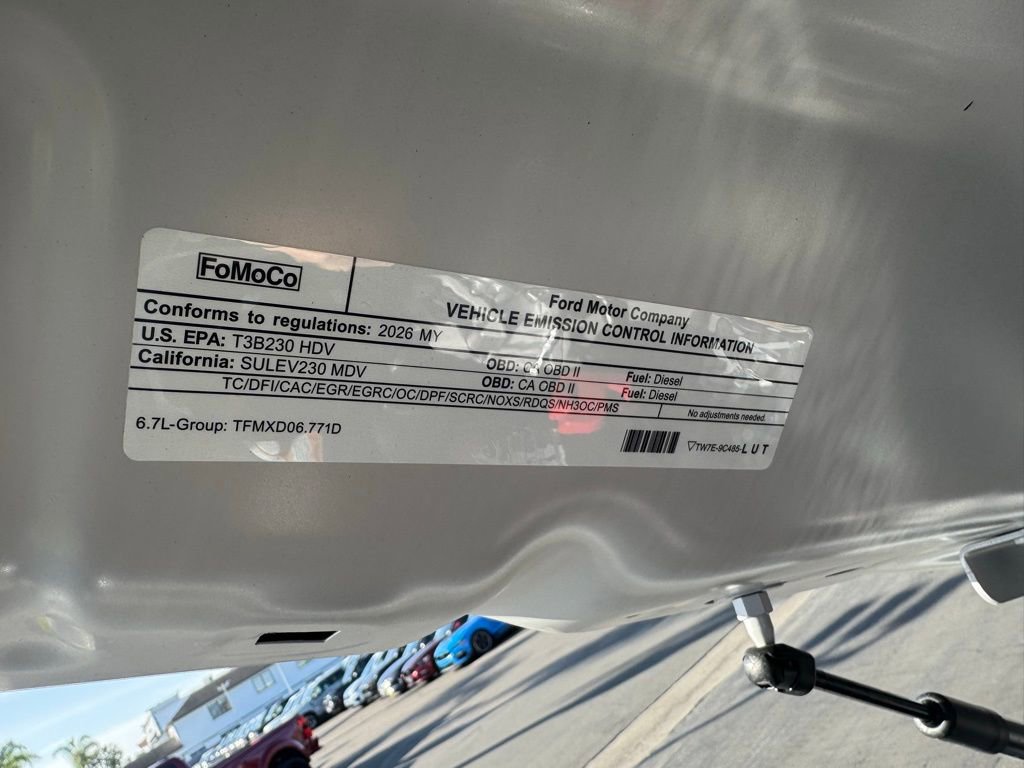 FoMoCo
Ford Motor Company
VEHICLE EMISSION CONTROL INFORMATION
Conforms to regulations: 2026 MY
U.S. EPA: T3B230 HDV OBD: CA OBD II Fuel: Diesel
California: SULEV230 MDV OBD: CA OBD II Fuel: Diesel
TC/DFI/CAC/EGR/EGRC/OC/DPF/SCRC/NOXS/RDQS/NH3OC/PMS No adjustments needed.
6.7L-Group: TFMXD06.771D
TW7E-9C485-LUT